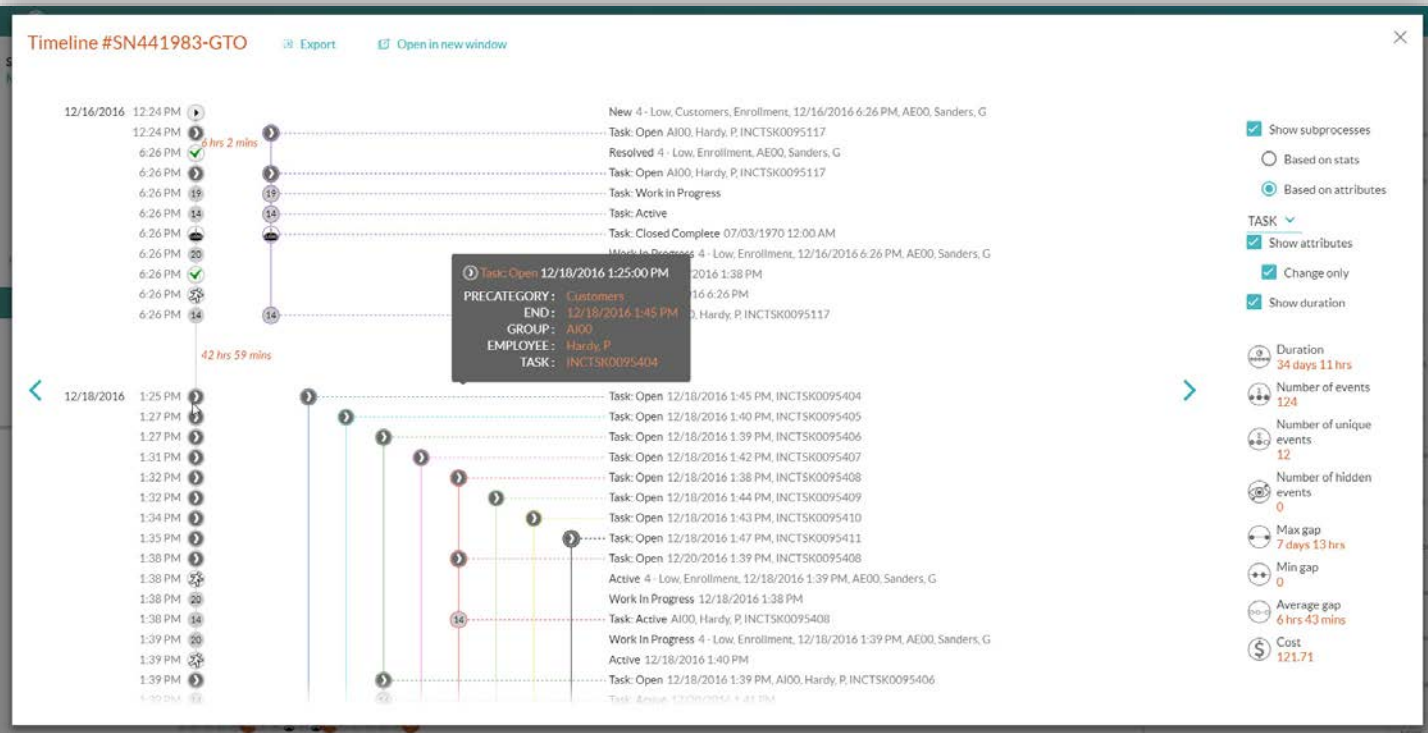 Timeline #SN441983-GTO Export Open in new window
12/16/2016 12:24 PM New 4 - Low, Customers, Enrollment, 12/16/2016 6:26 PM, AE00, Sanders, G
12:24 PM Task: Open AI00, Hardy, P, INCTSK0095117
6 hrs 2 mins
6:26 PM Resolved 4 - Low, Enrollment, AE00, Sanders, G
6:26 PM Task: Open AI00, Hardy, P, INCTSK0095117
6:26 PM 19 19 Task: Work in Progress
6:26 PM 14 14 Task: Active
6:26 PM Task: Closed Complete 07/03/1970 12:00 AM
6:26 PM 20 Work In Progress 4 - Low, Enrollment, 12/16/2016 6:26 PM, AE00, Sanders, G
6:26 PM 2016 1:38 PM
6:26 PM 16 6:26 PM
6:26 PM 14 14 , Hardy, P, INCTSK0095117
Task: Open 12/18/2016 1:25:00 PM
PRECATEGORY: Customers
END: 12/18/2016 1:45 PM
GROUP: AI00
EMPLOYEE: Hardy, P
TASK: INCTSK0095404
42 hrs 59 mins
12/18/2016 1:25 PM Task: Open 12/18/2016 1:45 PM, INCTSK0095404
1:27 PM Task: Open 12/18/2016 1:40 PM, INCTSK0095405
1:27 PM Task: Open 12/18/2016 1:39 PM, INCTSK0095406
1:31 PM Task: Open 12/18/2016 1:42 PM, INCTSK0095407
1:32 PM Task: Open 12/18/2016 1:38 PM, INCTSK0095408
1:32 PM Task: Open 12/18/2016 1:44 PM, INCTSK0095409
1:34 PM Task: Open 12/18/2016 1:43 PM, INCTSK0095410
1:35 PM Task: Open 12/18/2016 1:47 PM, INCTSK0095411
1:38 PM Task: Open 12/20/2016 1:39 PM, INCTSK0095408
1:38 PM Active 4 - Low, Enrollment, 12/18/2016 1:39 PM, AE00, Sanders, G
1:38 PM 20 Work In Progress 12/18/2016 1:38 PM
1:38 PM 14 14 Task: Active AI00, Hardy, P, INCTSK0095408
1:39 PM 20 Work In Progress 4 - Low, Enrollment, 12/18/2016 1:39 PM, AE00, Sanders, G
1:39 PM Active 12/18/2016 1:40 PM
1:39 PM Task: Open 12/18/2016 1:39 PM, AI00, Hardy, P, INCTSK0095406
Show subprocesses
Based on stats
Based on attributes
TASK
Show attributes
Change only
Show duration
Duration
34 days 11 hrs
Number of events
124
Number of unique
events
12
Number of hidden
events
0
Max gap
7 days 13 hrs
Min gap
0
Average gap
6 hrs 43 mins
Cost
121.71